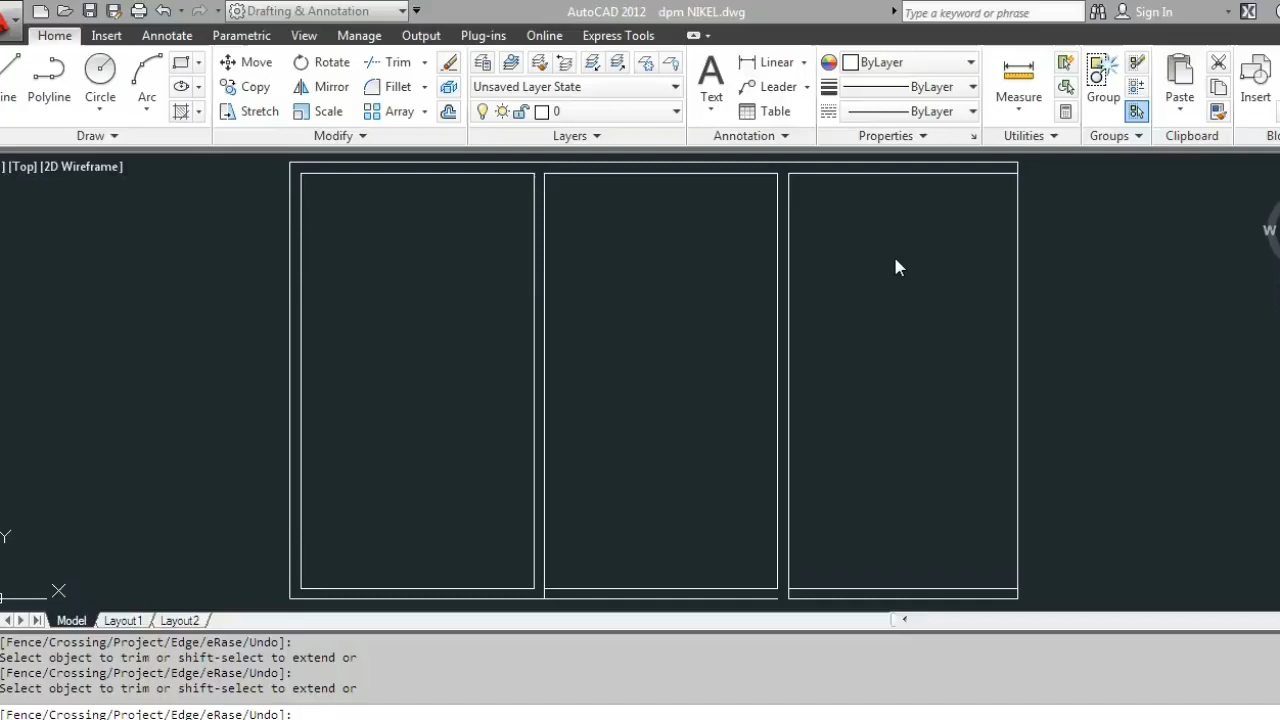 Drafting & Annotation AutoCAD 2012 dpm NIKEL.dwg Type a keyword or phrase Sign In
Home Insert Annotate Parametric View Manage Output Plug-ins Online Express Tools
Move Rotate Trim ByLayer Linear
Polyline Circle Arc Copy Mirror Fillet Unsaved Layer State Text Leader ByLayer Measure Group Paste Insert
Stretch Scale Array 0 Table ByLayer
Draw Modify Layers Annotation Properties Utilities Groups Clipboard
] [Top] [2D Wireframe]
W
Y
X
Model Layout1 Layout2
[Fence/Crossing/Project/Edge/eRase/Undo]:
Select object to trim or shift-select to extend or
[Fence/Crossing/Project/Edge/eRase/Undo]:
Select object to trim or shift-select to extend or
[Fence/Crossing/Project/Edge/eRase/Undo]: